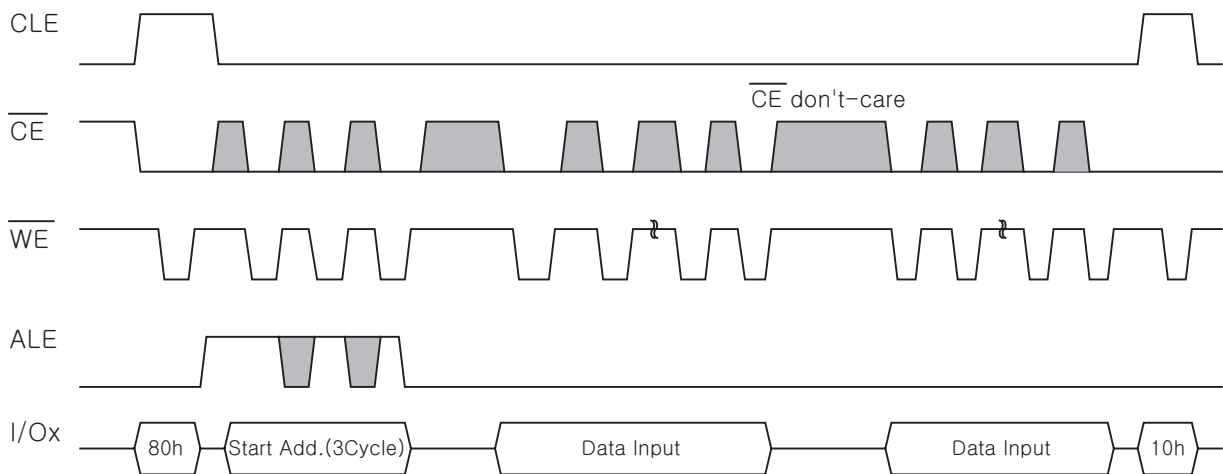 CLE
CE don't-care
CE
WE
ALE
I/Ox
80h
Start Add.(3Cycle)
Data Input
Data Input
10h